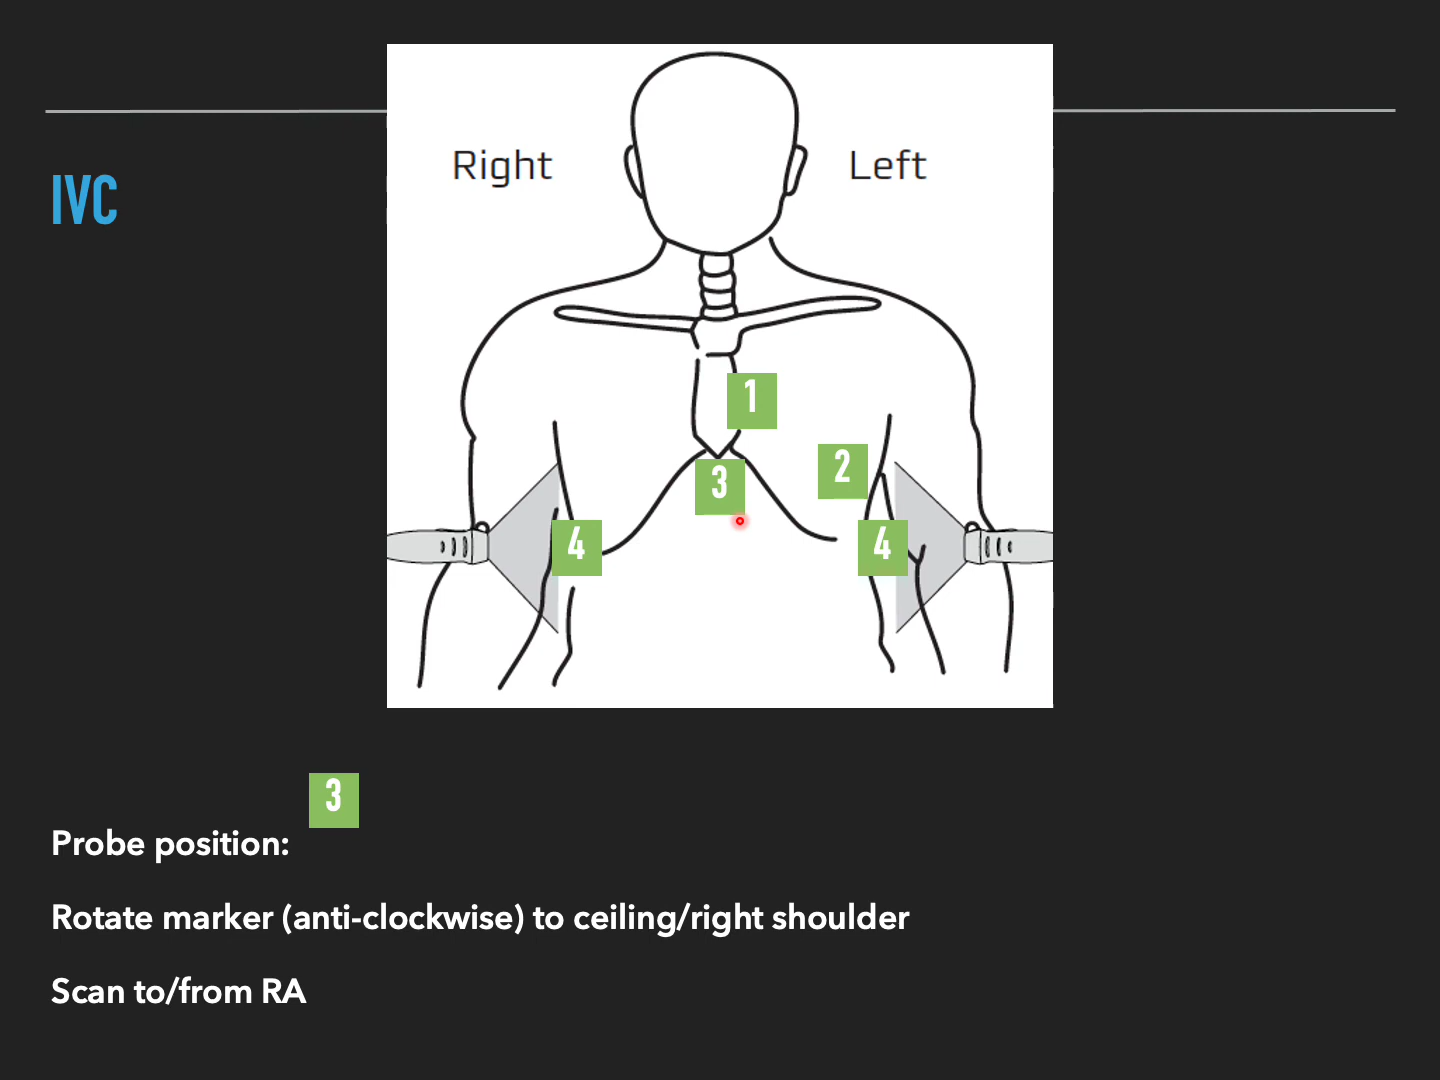 IVC
Right
Left
1
2
3
4
4
3
Probe position:
Rotate marker (anti-clockwise) to ceiling/right shoulder
Scan to/from RA